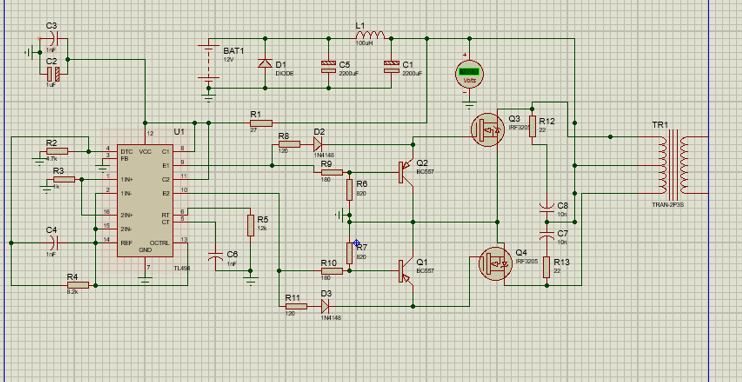 C3
1nF
C2
1uF
BAT1
12V
D1
DIODE
L1
100uH
C5
2200uF
C1
2200uF
Volts
R1
27
R2
4.7k
R3
1k
C4
1nF
R4
8.2k
U1
12
VCC
4 DTC
3 FB
1 1IN+
2 1IN-
16 2IN+
15 2IN-
14 REF
GND
7
C1 8
E1 9
C2 11
E2 10
RT 6
CT 5
OCTRL 13
TL494
R5
12k
C6
1nF
R8
120
D2
1N4148
R9
180
R6
820
Q2
BC557
R7
820
R10
180
Q1
BC557
R11
120
D3
1N4148
Q3
IRF3205
R12
22
C8
10n
C7
10n
R13
22
Q4
IRF3205
TR1
TRAN-2P3S